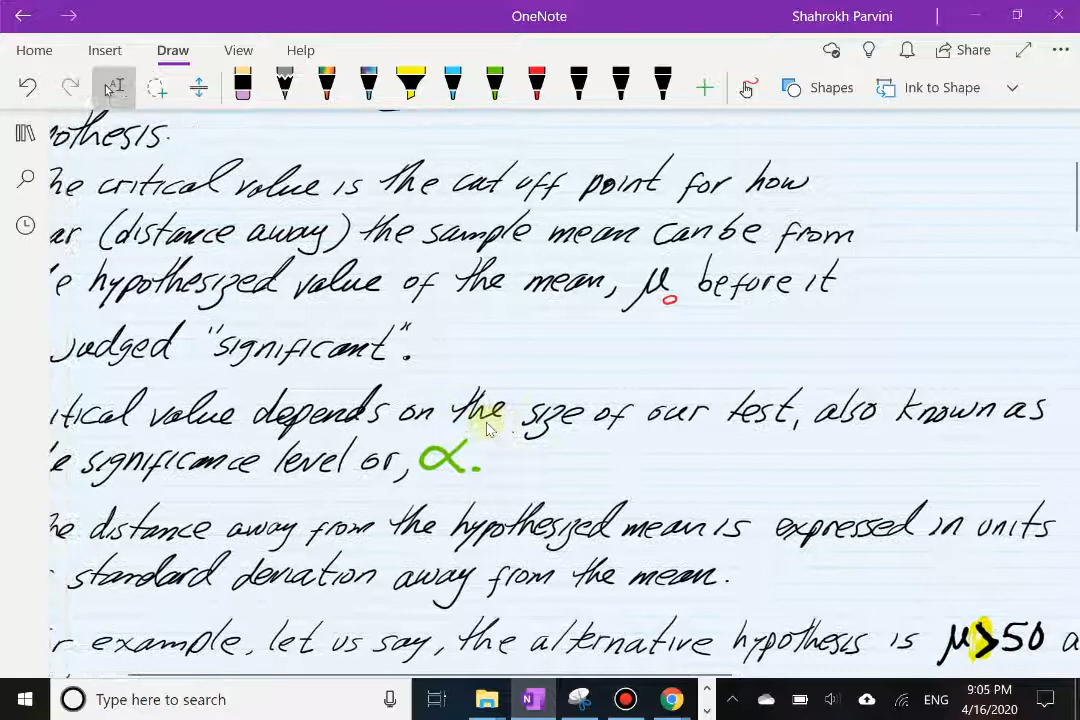 OneNote
Shahrokh Parvini
Home Insert Draw View Help Share
Shapes Ink to Shape
othesis.
he critical value is the cut off point for how
ar (distance away) the sample mean can be from
e hypothesized value of the mean, μ₀ before it
judged "significant".
itical value depends on the size of our test, also known as
e significance level or, α.
he distance away from the hypothesized mean is expressed in units
standard deviation away from the mean.
r example, let us say, the alternative hypothesis is μ>50 a
Type here to search
ENG
9:05 PM
4/16/2020